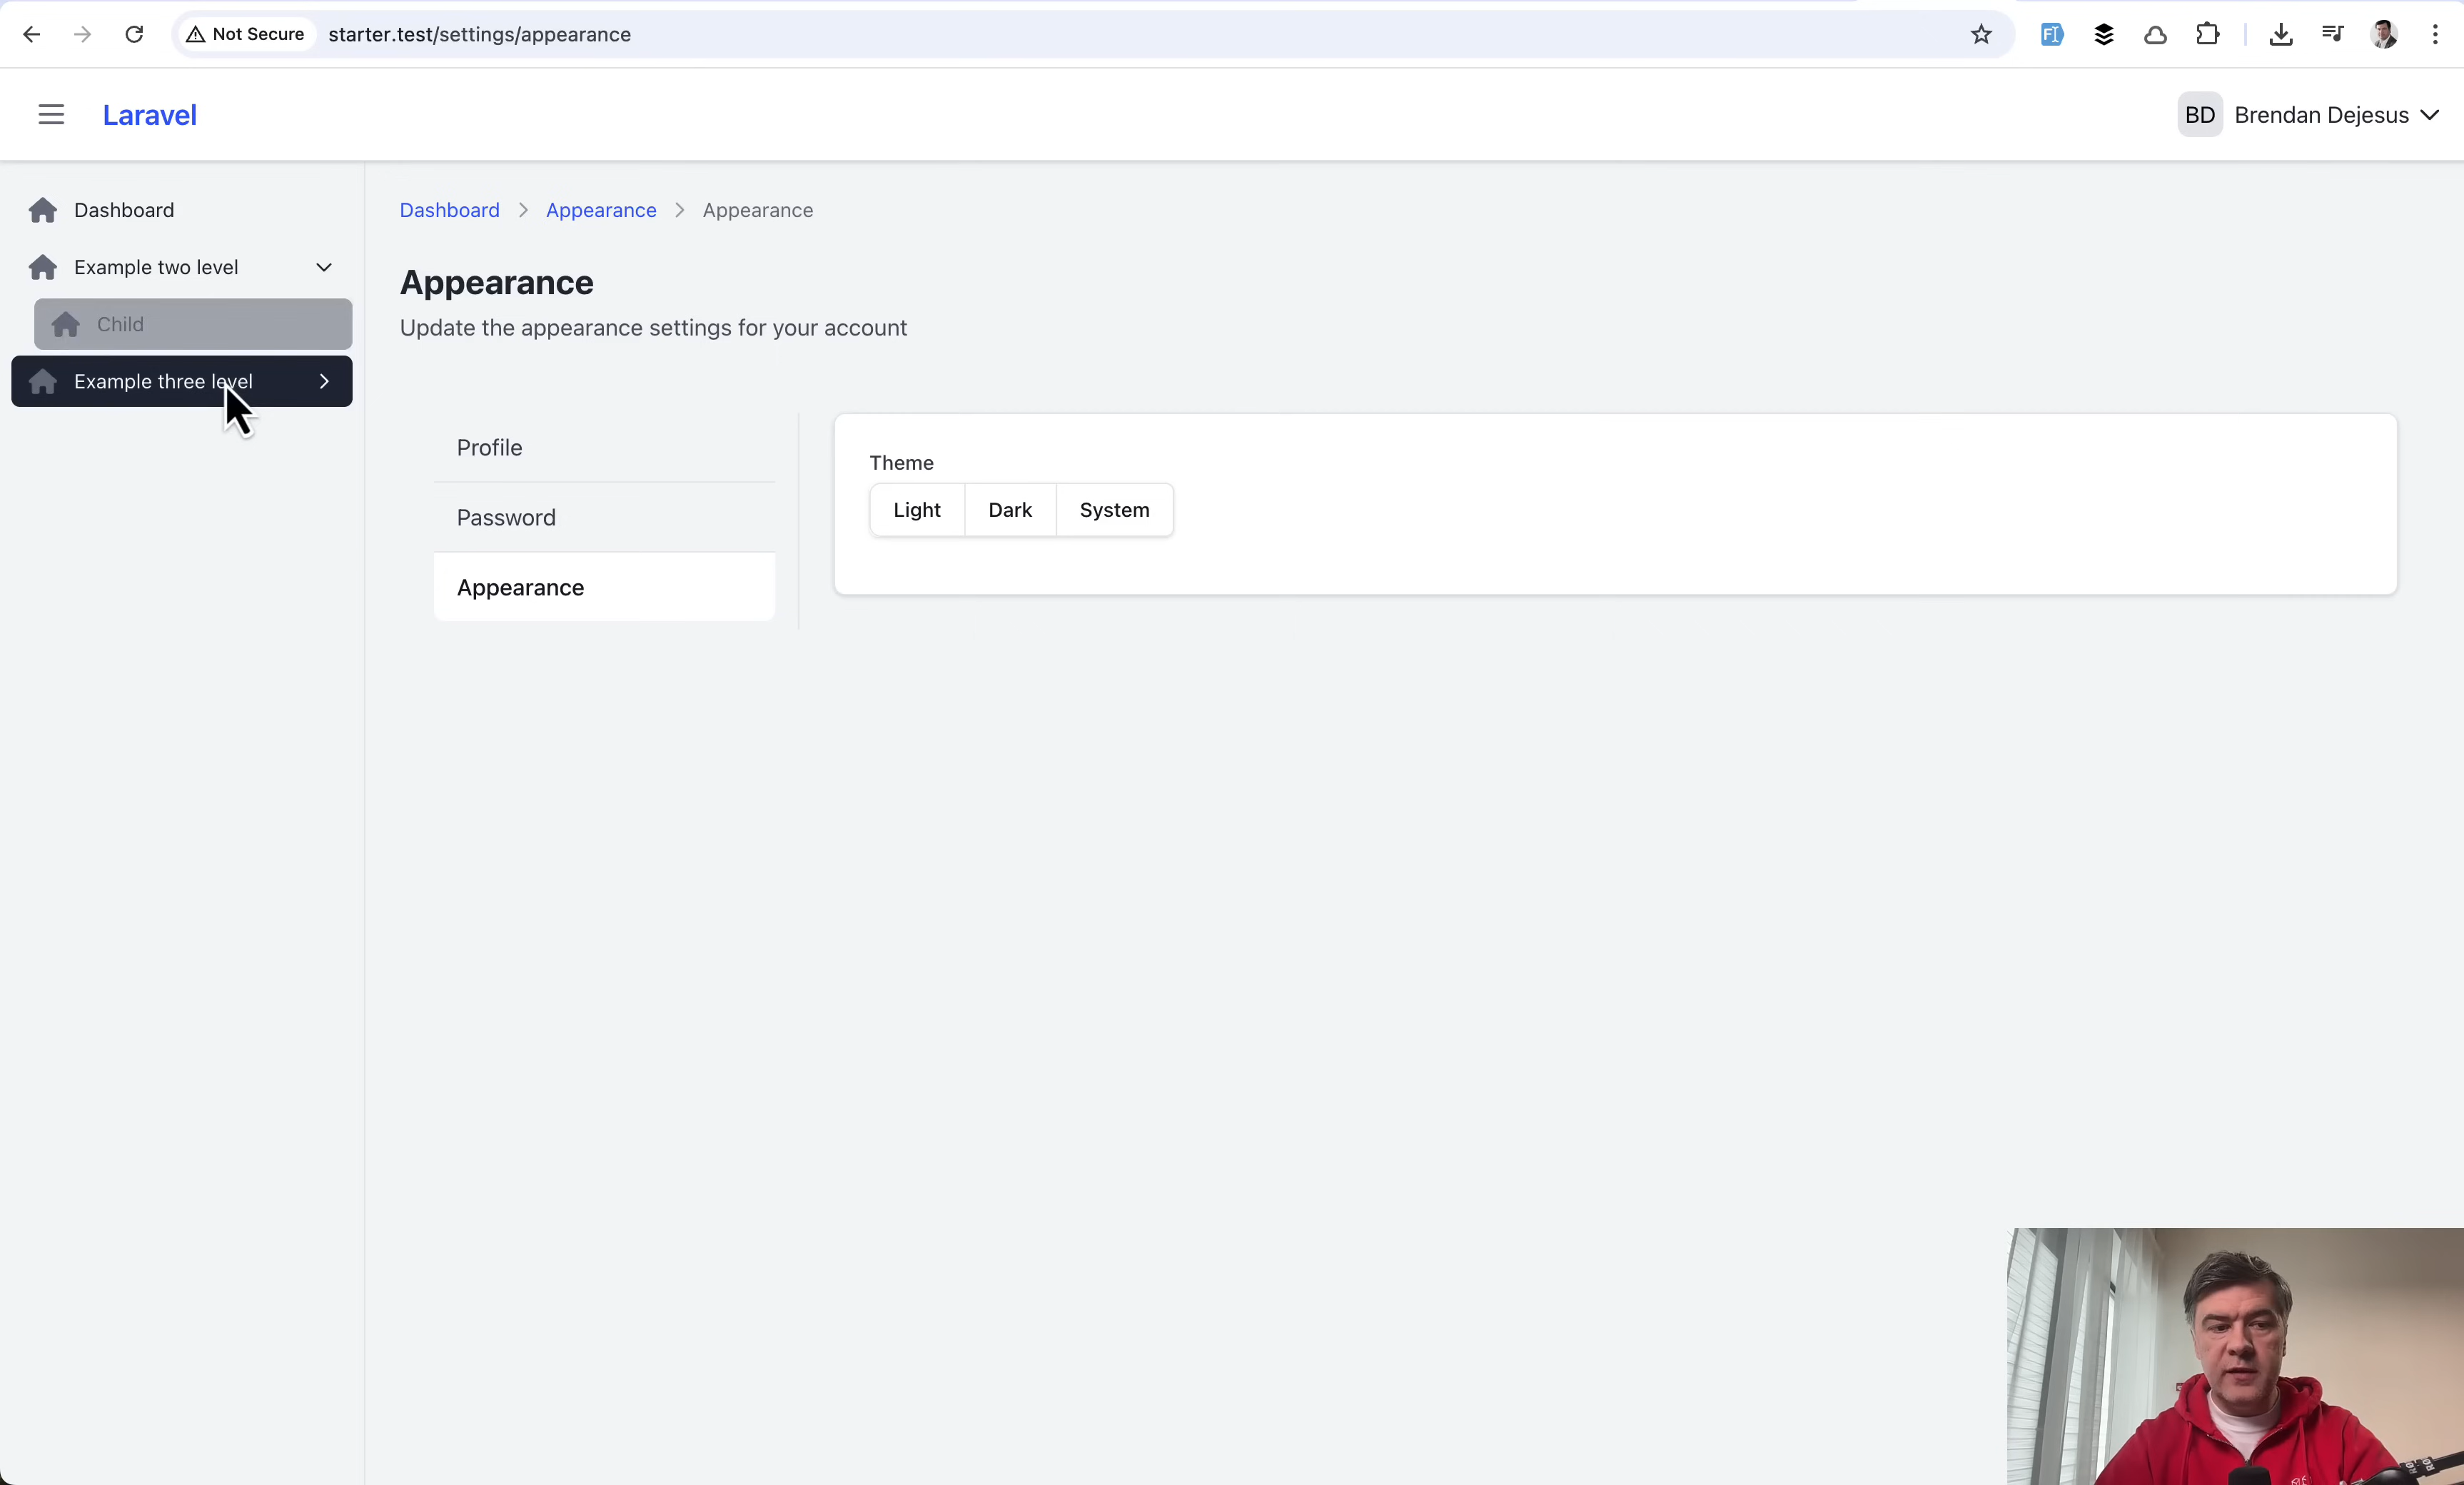 Not Secure
starter.test/settings/appearance
Laravel
BD Brendan Dejesus
Dashboard
Example two level
Child
Example three level
Dashboard > Appearance > Appearance
Appearance
Update the appearance settings for your account
Profile
Password
Appearance
Theme
Light
Dark
System